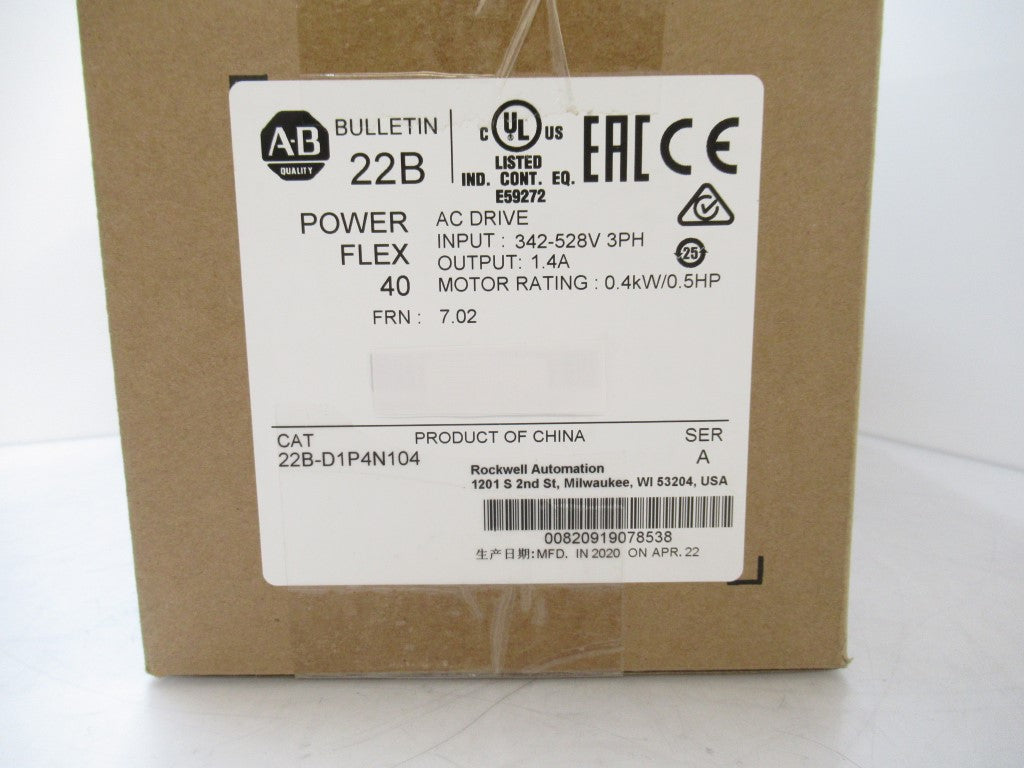 A-B
QUALITY
BULLETIN
22B
C UL US
LISTED
IND. CONT. EQ.
E59272
EAC CE
POWER
FLEX
40
AC DRIVE
INPUT : 342-528V 3PH
OUTPUT: 1.4A
MOTOR RATING : 0.4kW/0.5HP
25
FRN : 7.02
CAT
22B-D1P4N104
PRODUCT OF CHINA
SER
A
Rockwell Automation
1201 S 2nd St, Milwaukee, WI 53204, USA
00820919078538
生产日期:MFD. IN 2020 ON APR. 22